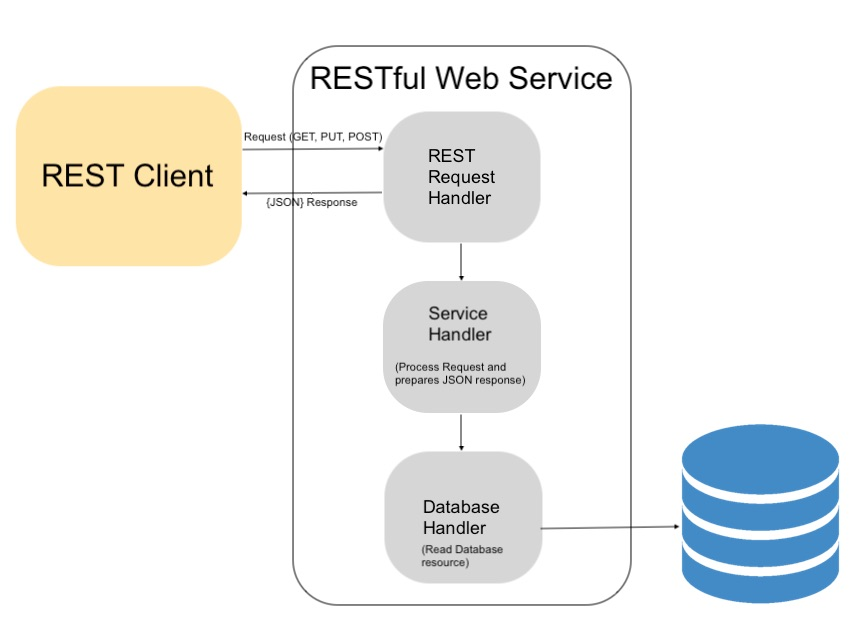 RESTful Web Service
REST Client
Request (GET, PUT, POST)
{JSON} Response
REST
Request
Handler
Service
Handler
(Process Request and
prepares JSON response)
Database
Handler
(Read Database
resource)